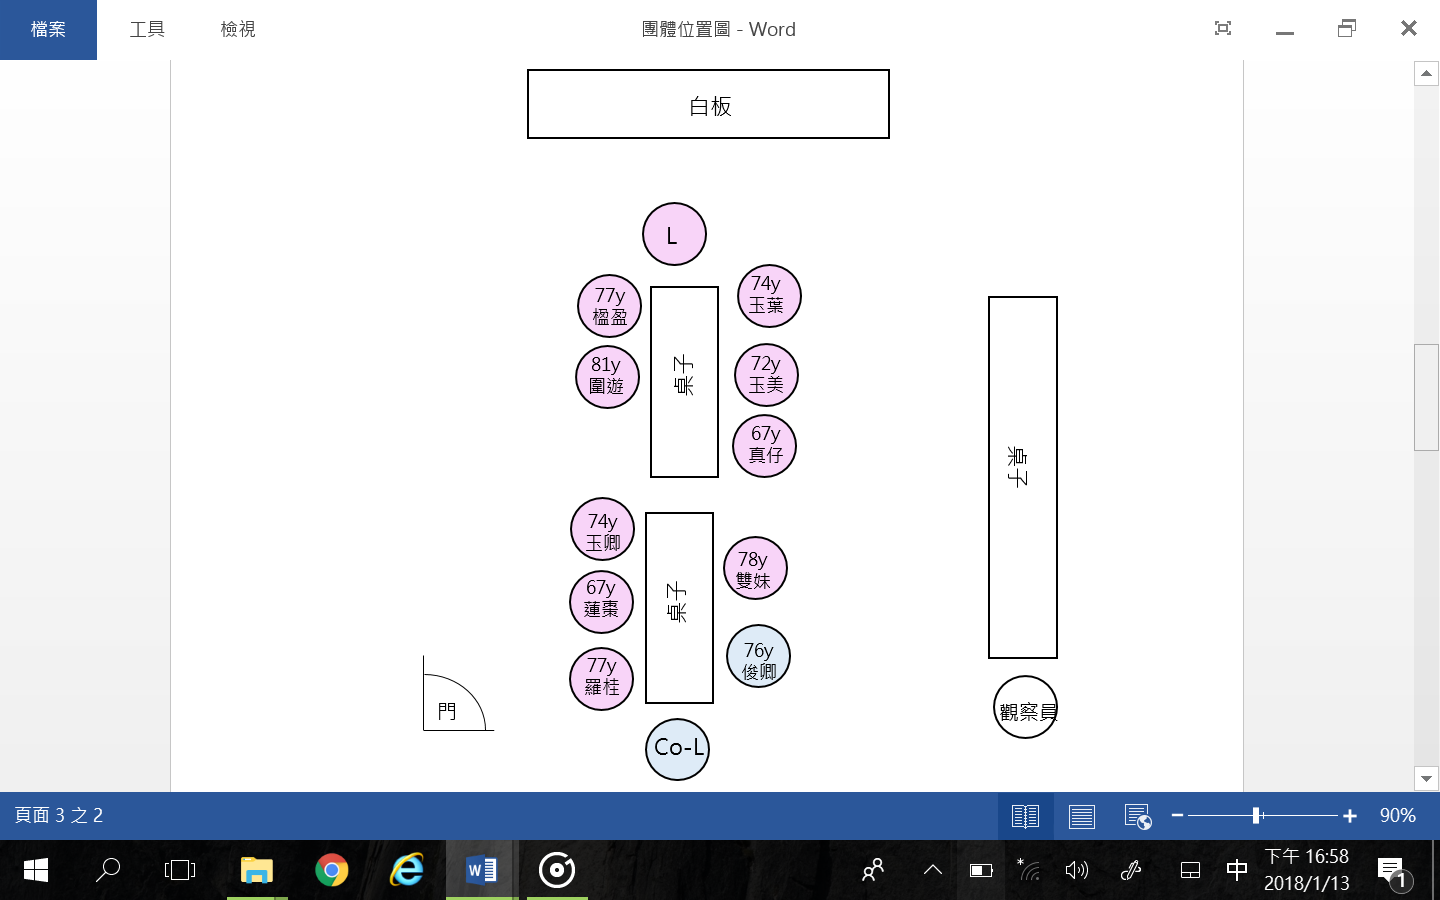 檔案
工具
檢視
團體位置圖 - Word
白板
L
77y
楹盈
74y
玉葉
81y
圍遊
桌子
72y
玉美
67y
真仔
桌子
74y
玉卿
78y
雙妹
67y
蓮棗
桌子
76y
俊卿
77y
羅桂
門
觀察員
Co-L
頁面 3 之 2
90%
中
下午 16:58
2018/1/13
1